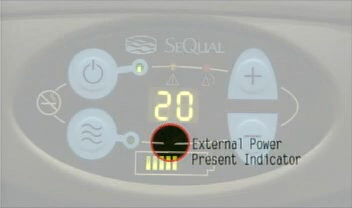 SEQUAL
20
External Power
Present Indicator